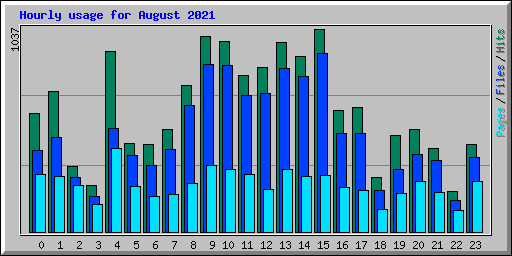 Hourly usage for August 2021
1037
Pages/Files/Hits
0 1 2 3 4 5 6 7 8 9 10 11 12 13 14 15 16 17 18 19 20 21 22 23